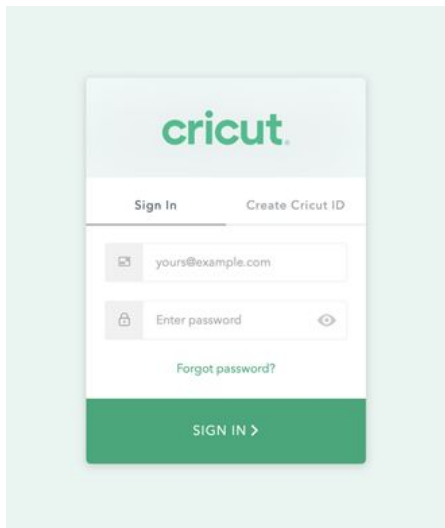 cricut.
Sign In Create Cricut ID
yours@example.com
Enter password
Forgot password?
SIGN IN >